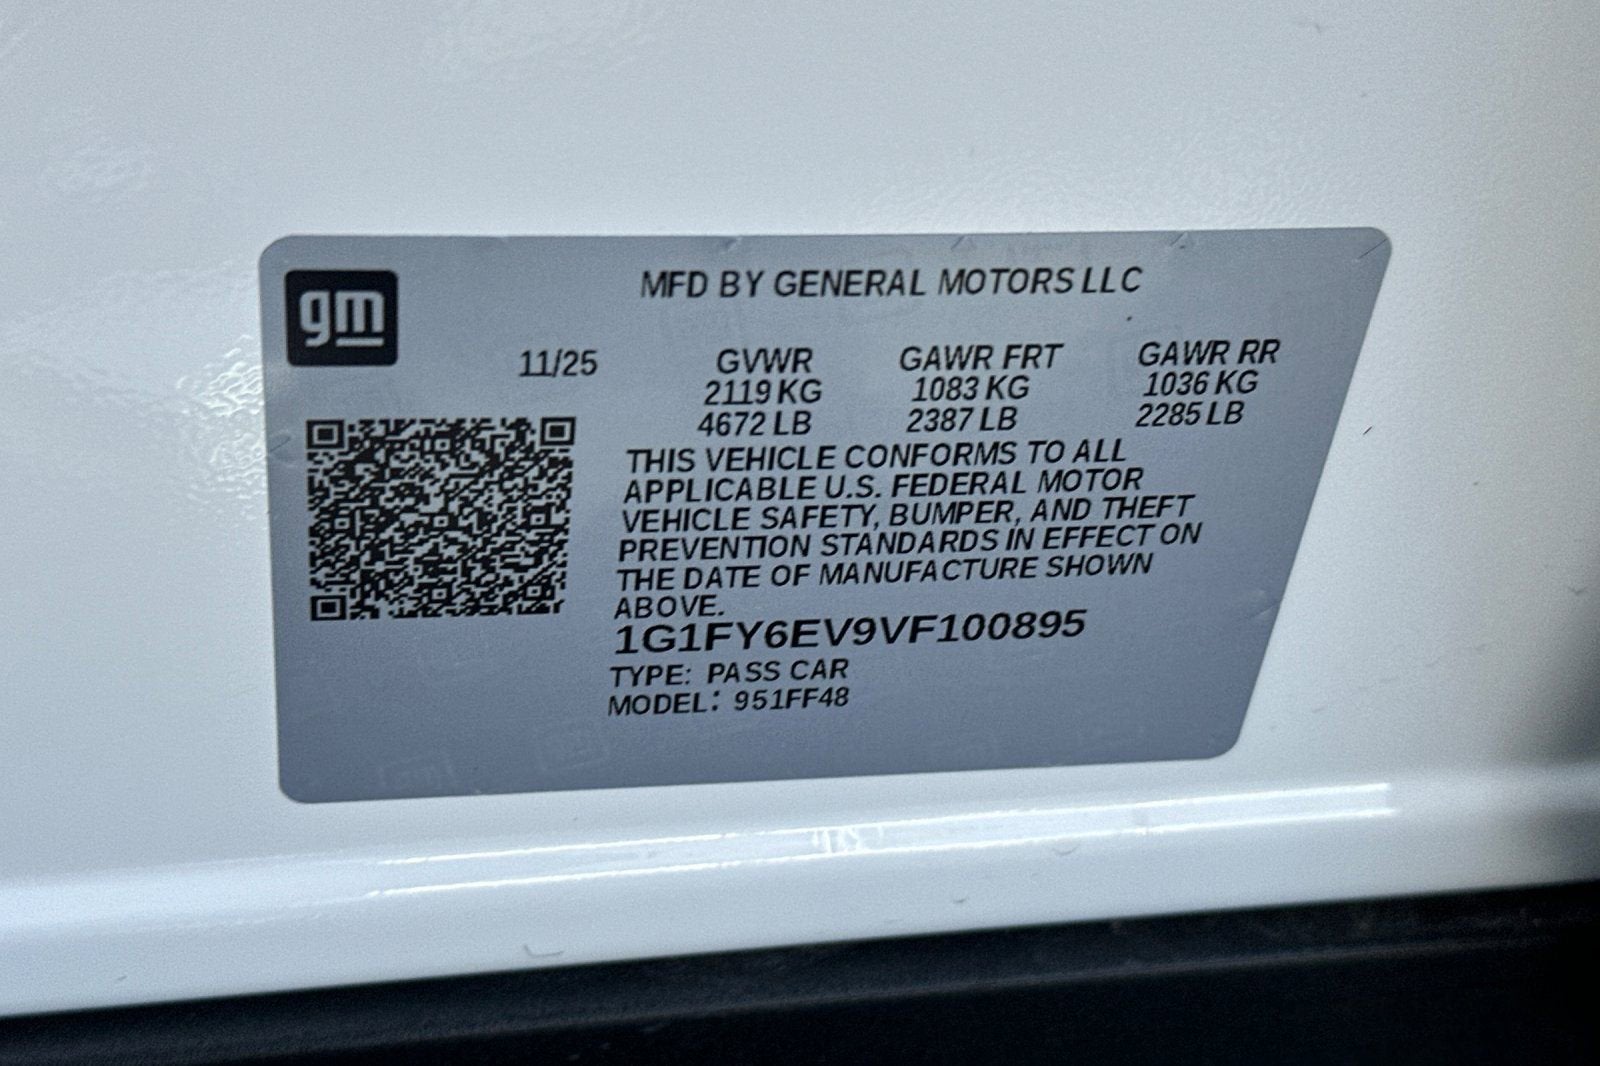 gm
MFD BY GENERAL MOTORS LLC
11/25 GVWR GAWR FRT GAWR RR
2119 KG 1083 KG 1036 KG
4672 LB 2387 LB 2285 LB
THIS VEHICLE CONFORMS TO ALL
APPLICABLE U.S. FEDERAL MOTOR
VEHICLE SAFETY, BUMPER, AND THEFT
PREVENTION STANDARDS IN EFFECT ON
THE DATE OF MANUFACTURE SHOWN
ABOVE.
1G1FY6EV9VF100895
TYPE: PASS CAR
MODEL: 951FF48